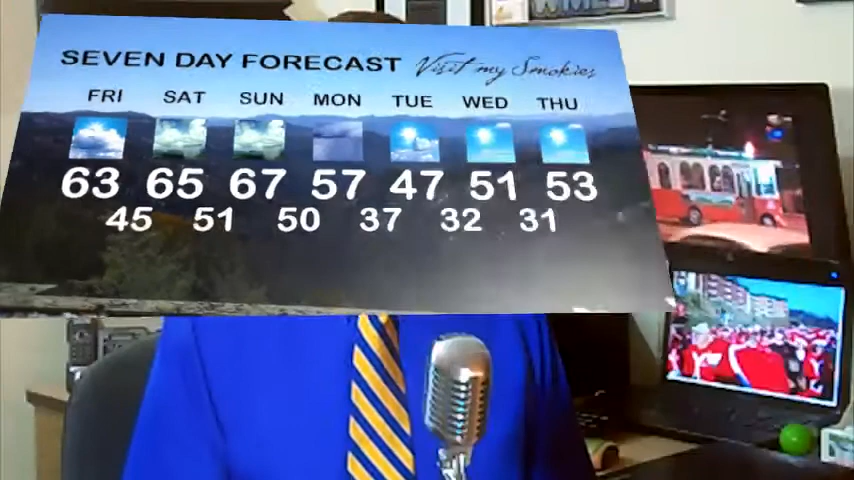 SEVEN DAY FORECAST Visit my Smokies
FRI SAT SUN MON TUE WED THU
63 65 67 57 47 51 53
45 51 50 37 32 31